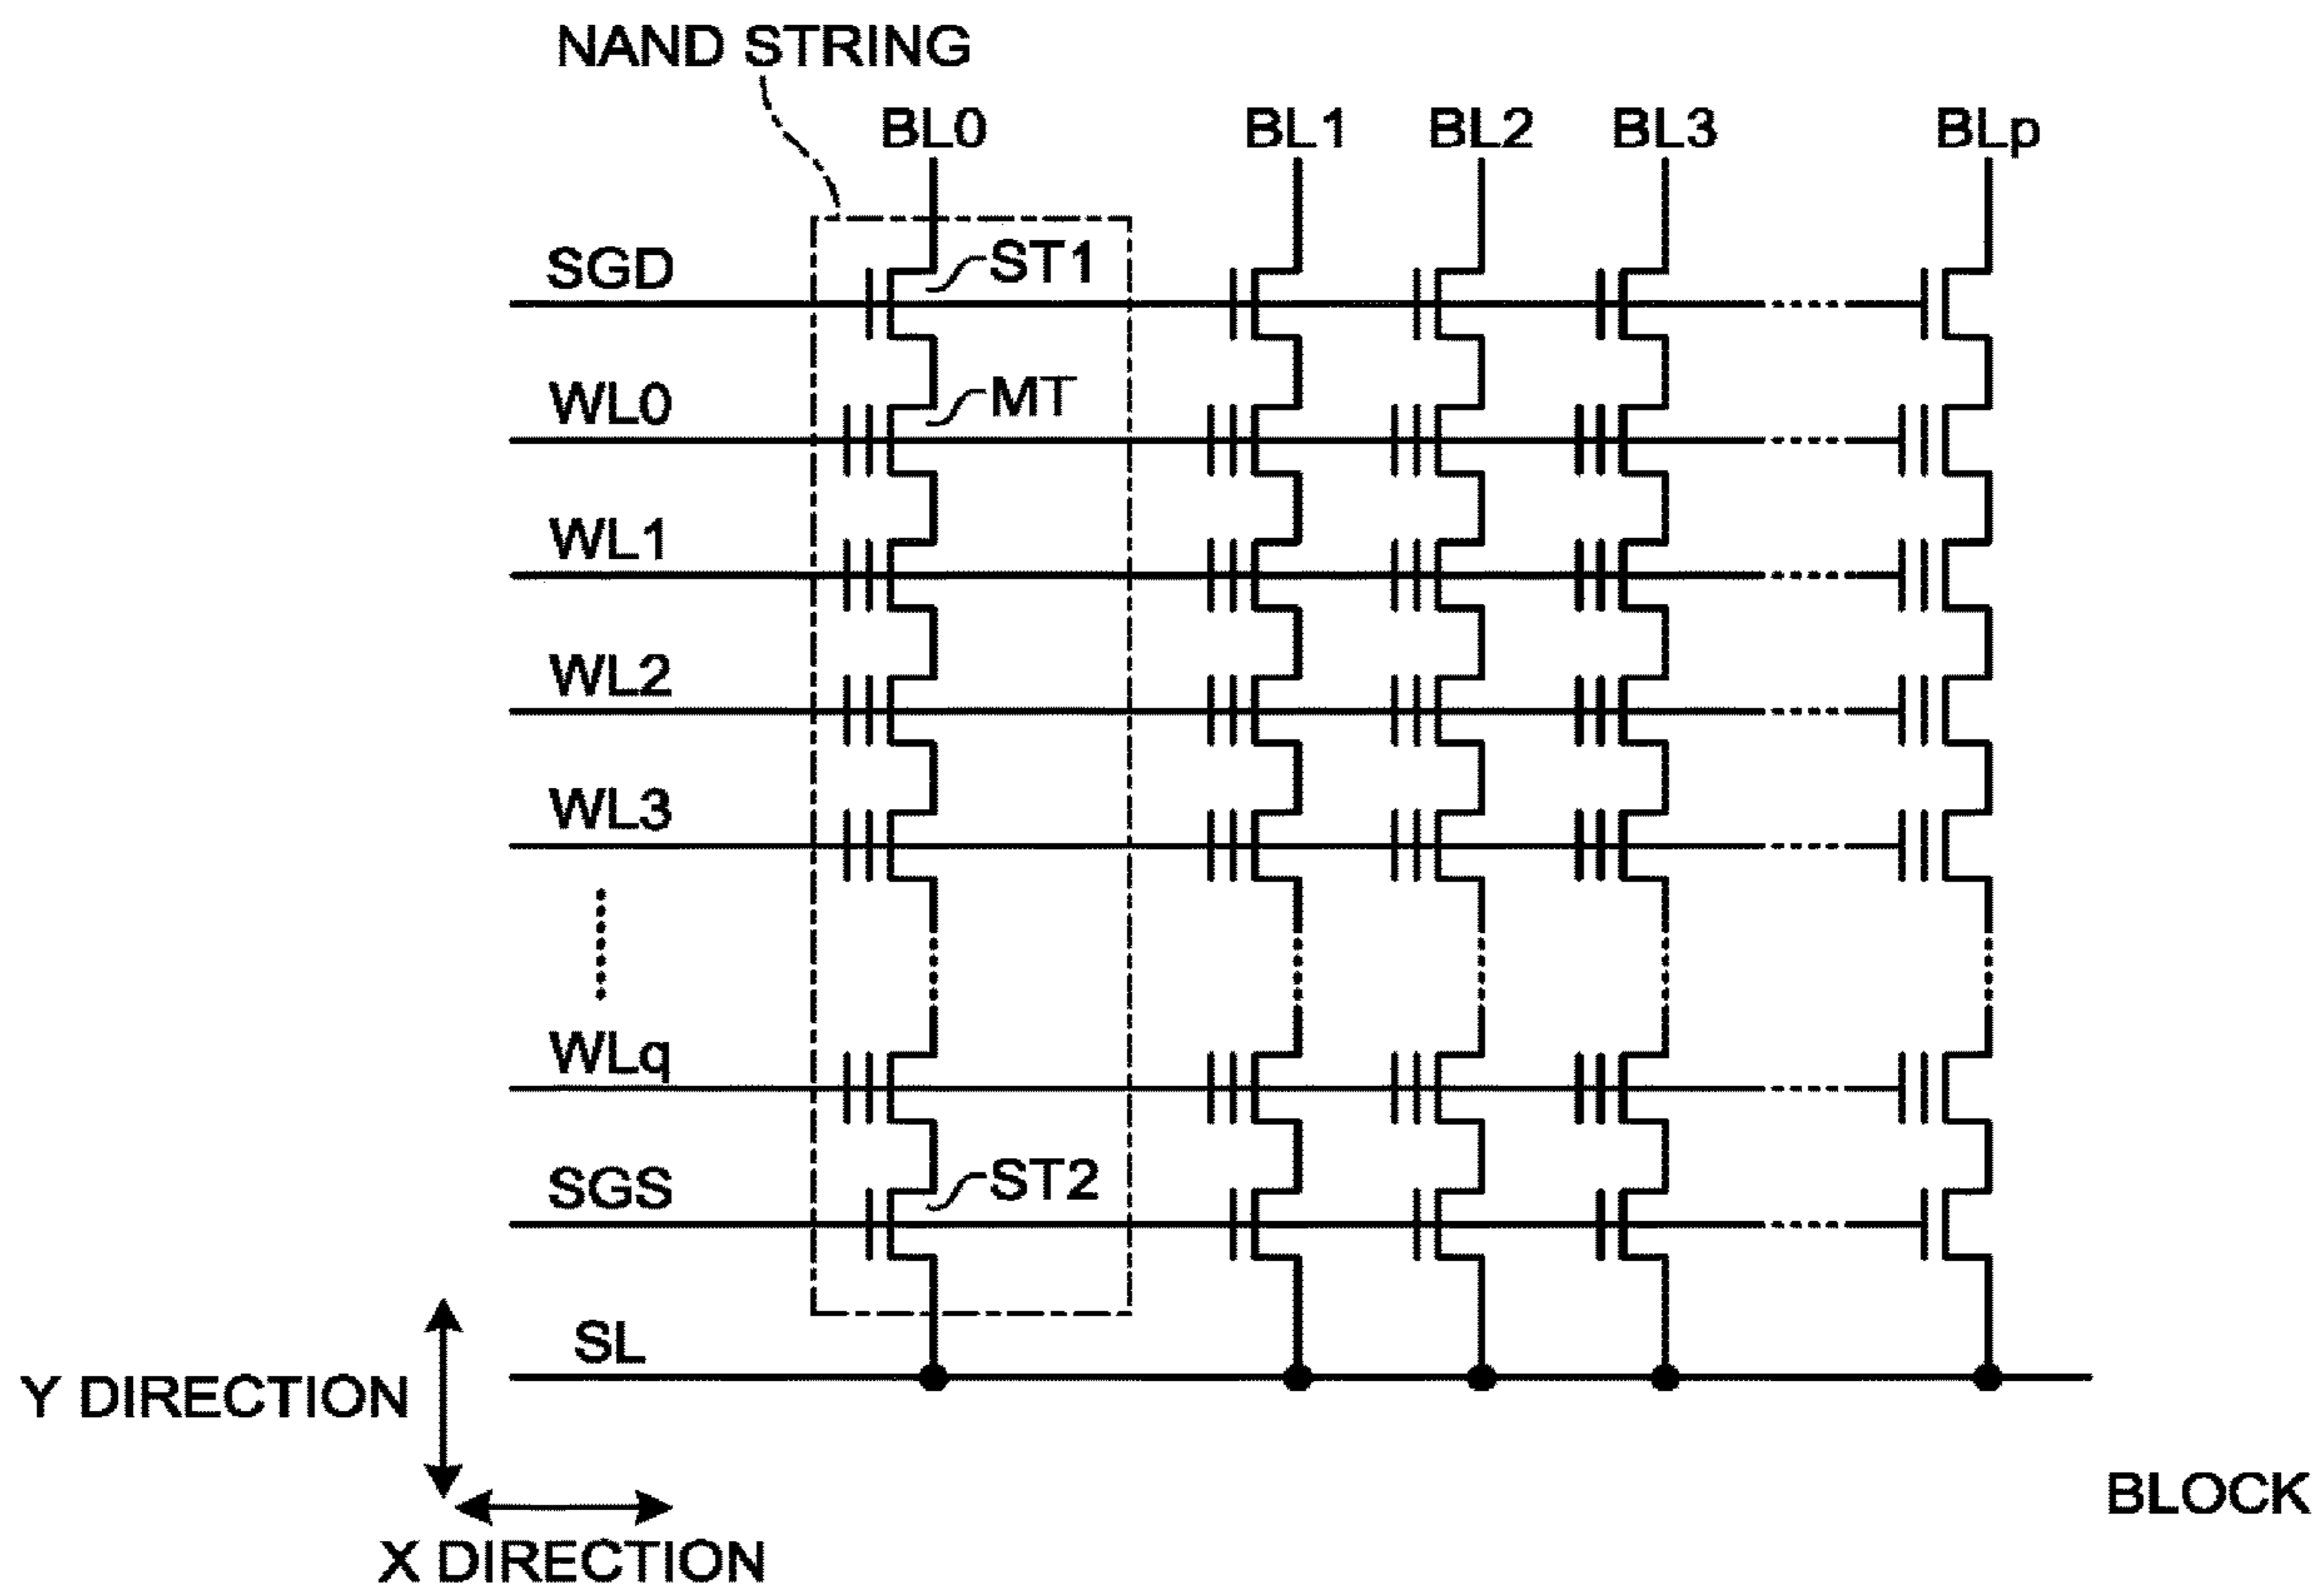 NAND STRING
BL0 BL1 BL2 BL3 BLp
SGD ST1
WL0 MT
WL1
WL2
WL3
WLq
SGS ST2
SL
Y DIRECTION
X DIRECTION
BLOCK